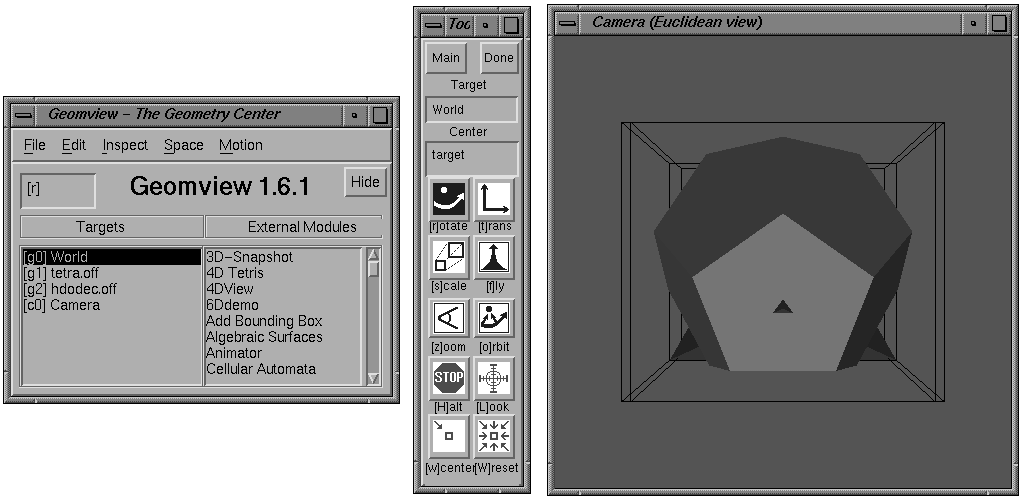 Geomview – The Geometry Center
File Edit Inspect Space Motion
[r]
Geomview 1.6.1
Hide
Targets
External Modules
[g0] World
[g1] tetra.off
[g2] hdodec.off
[c0] Camera
3D–Snapshot
4D Tetris
4DView
6Ddemo
Add Bounding Box
Algebraic Surfaces
Animator
Cellular Automata
Main Done
Target
World
Center
target
[r]otate [t]rans
[s]cale [f]ly
[z]oom [o]rbit
STOP
[H]alt [L]ook
[w]center [W]reset
Camera (Euclidean view)